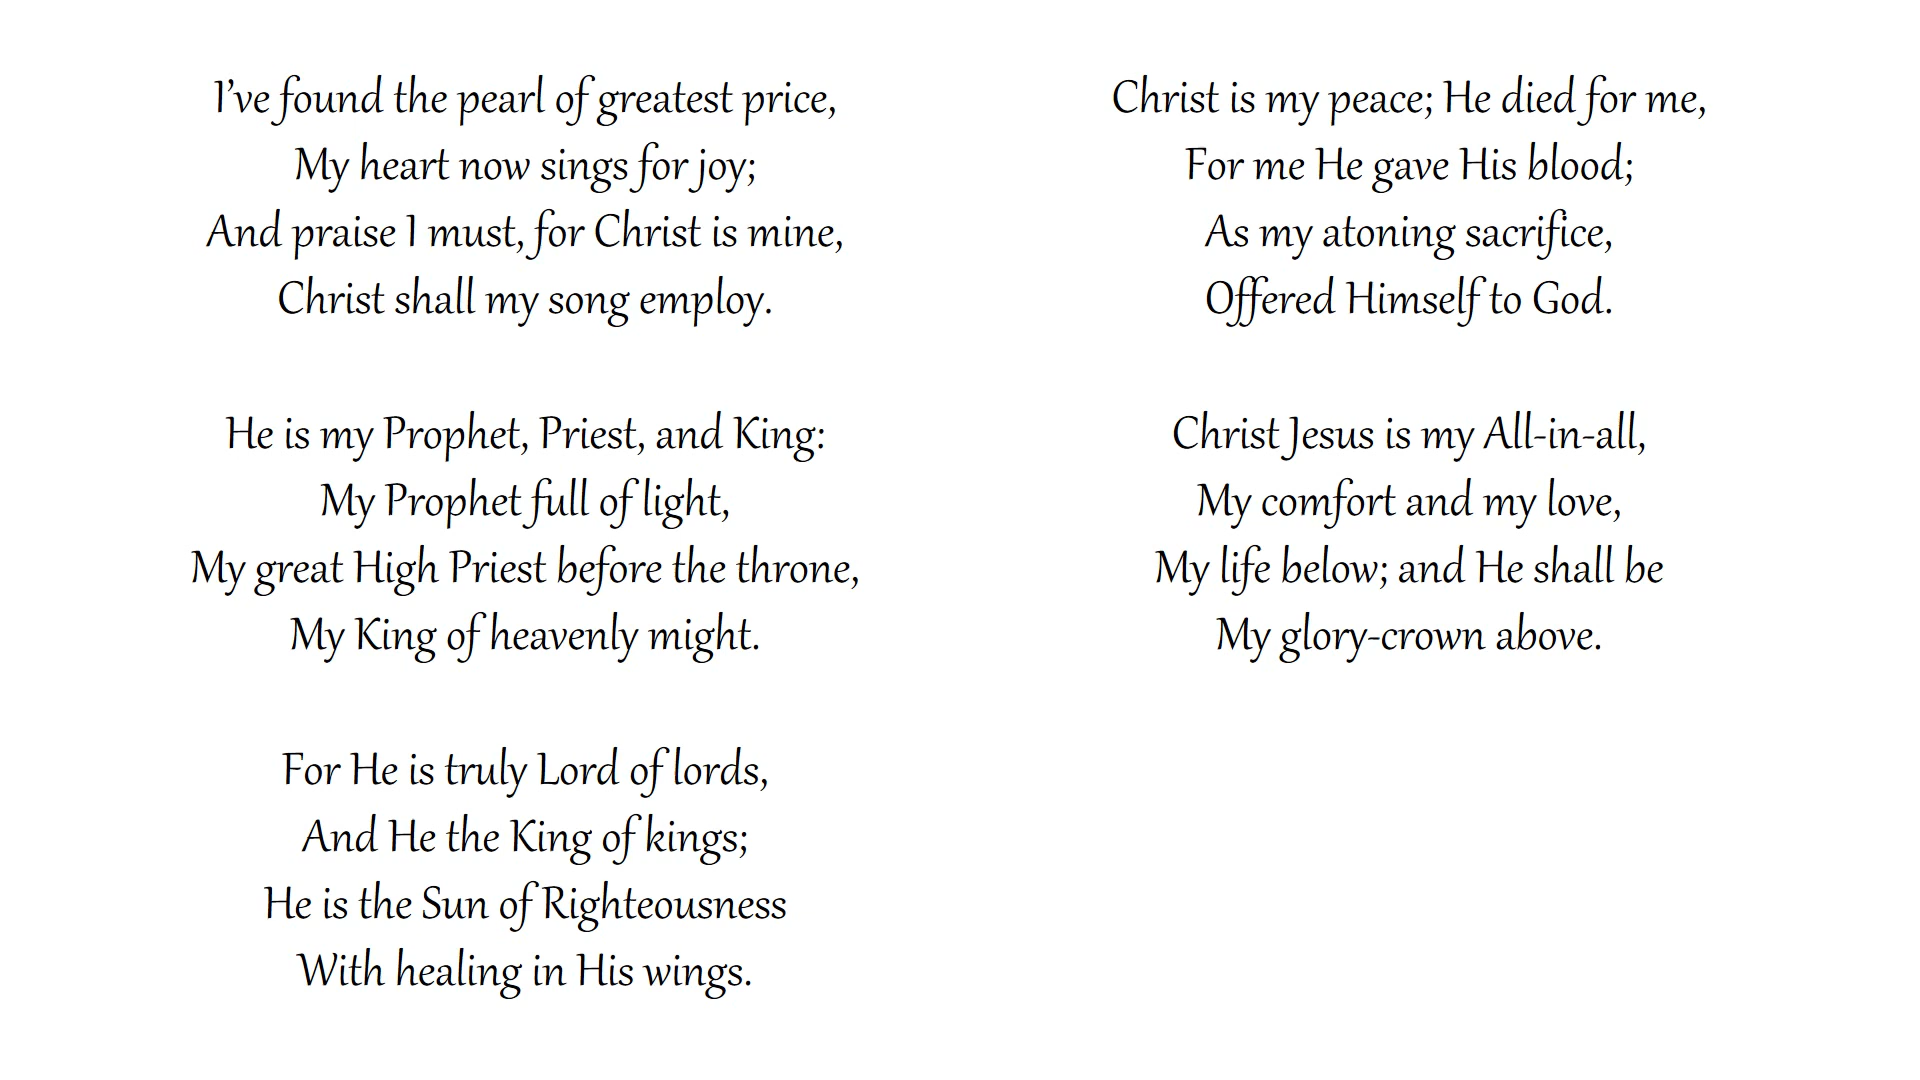 I’ve found the pearl of greatest price,
My heart now sings for joy;
And praise I must, for Christ is mine,
Christ shall my song employ.

He is my Prophet, Priest, and King:
My Prophet full of light,
My great High Priest before the throne,
My King of heavenly might.

For He is truly Lord of lords,
And He the King of kings;
He is the Sun of Righteousness
With healing in His wings.

Christ is my peace; He died for me,
For me He gave His blood;
As my atoning sacrifice,
Offered Himself to God.

Christ Jesus is my All-in-all,
My comfort and my love,
My life below; and He shall be
My glory-crown above.